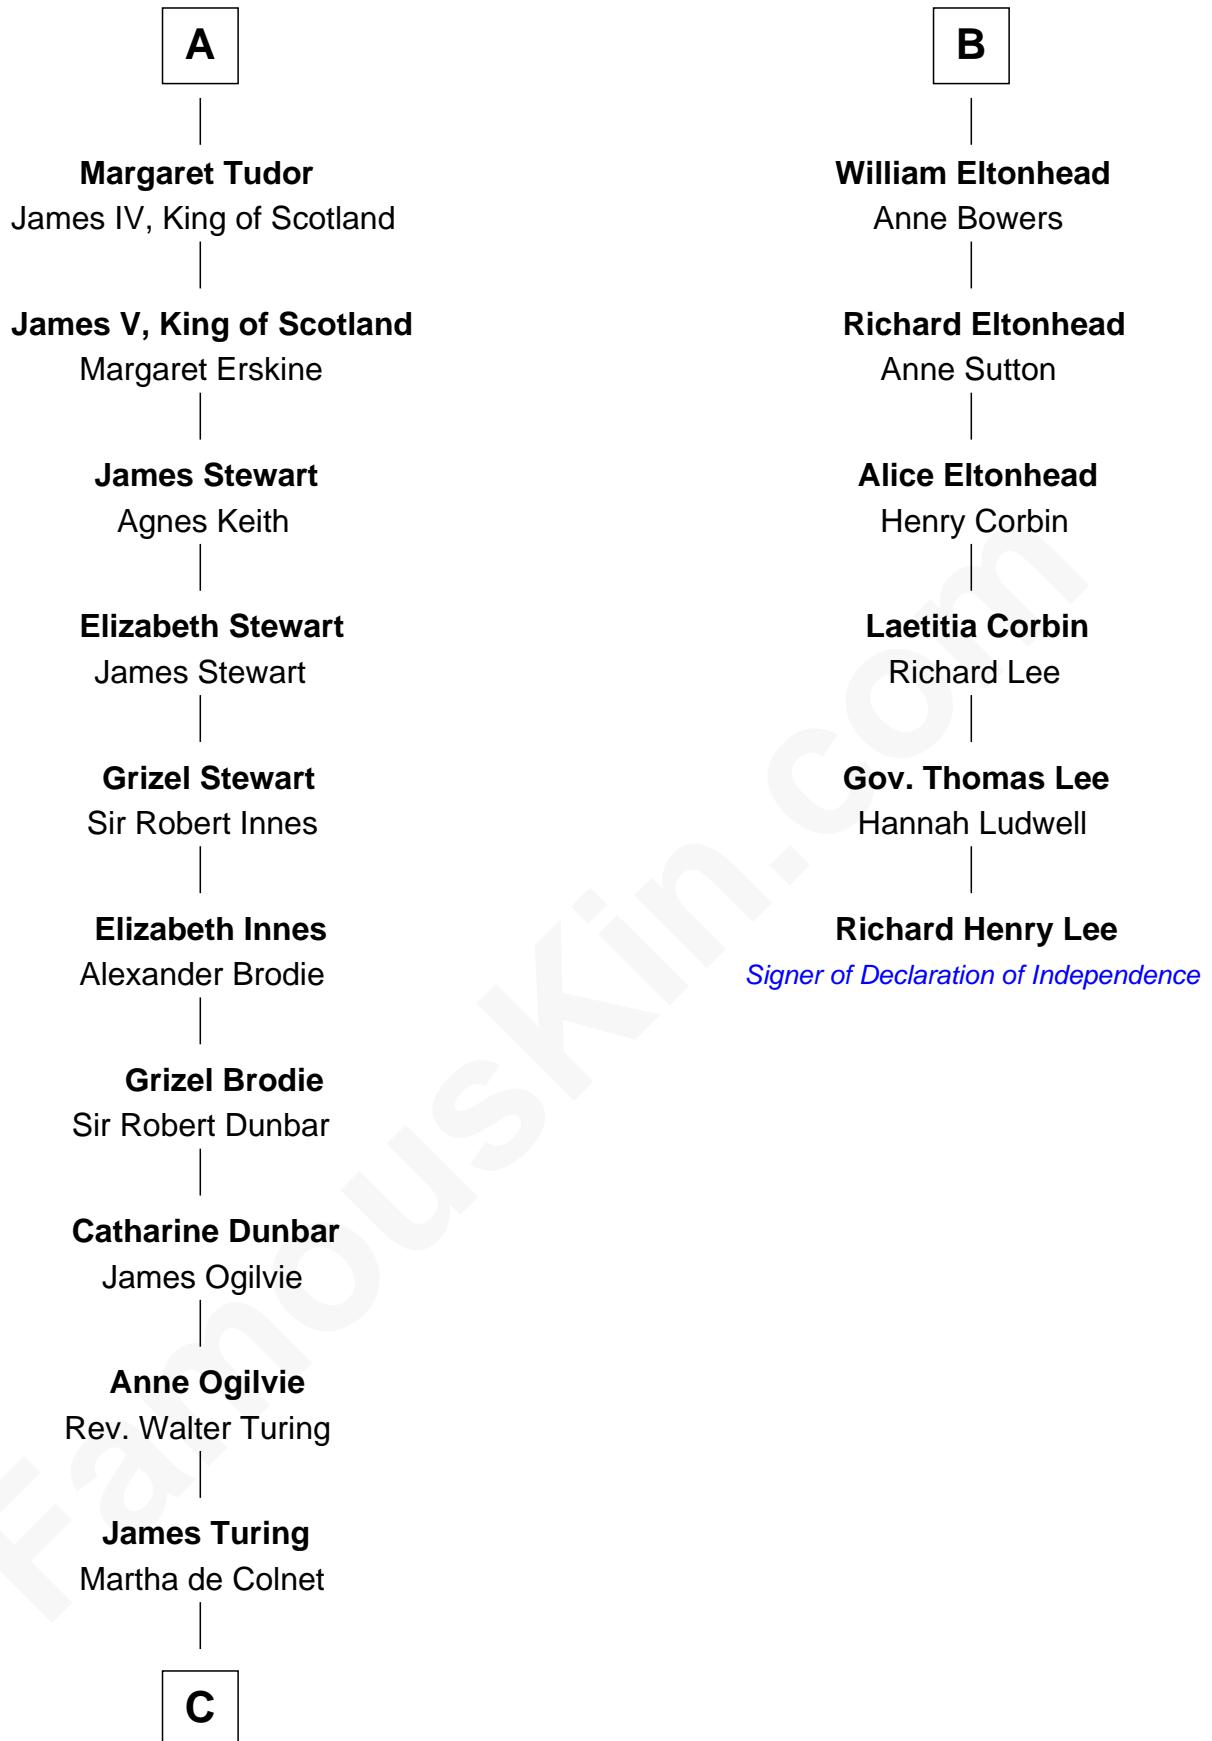 A
Margaret Tudor
James IV, King of Scotland
James V, King of Scotland
Margaret Erskine
James Stewart
Agnes Keith
Elizabeth Stewart
James Stewart
Grizel Stewart
Sir Robert Innes
Elizabeth Innes
Alexander Brodie
Grizel Brodie
Sir Robert Dunbar
Catharine Dunbar
James Ogilvie
Anne Ogilvie
Rev. Walter Turing
James Turing
Martha de Colnet
C
B
William Eltonhead
Anne Bowers
Richard Eltonhead
Anne Sutton
Alice Eltonhead
Henry Corbin
Laetitia Corbin
Richard Lee
Gov. Thomas Lee
Hannah Ludwell
Richard Henry Lee
Signer of Declaration of Independence
FamousKin.com